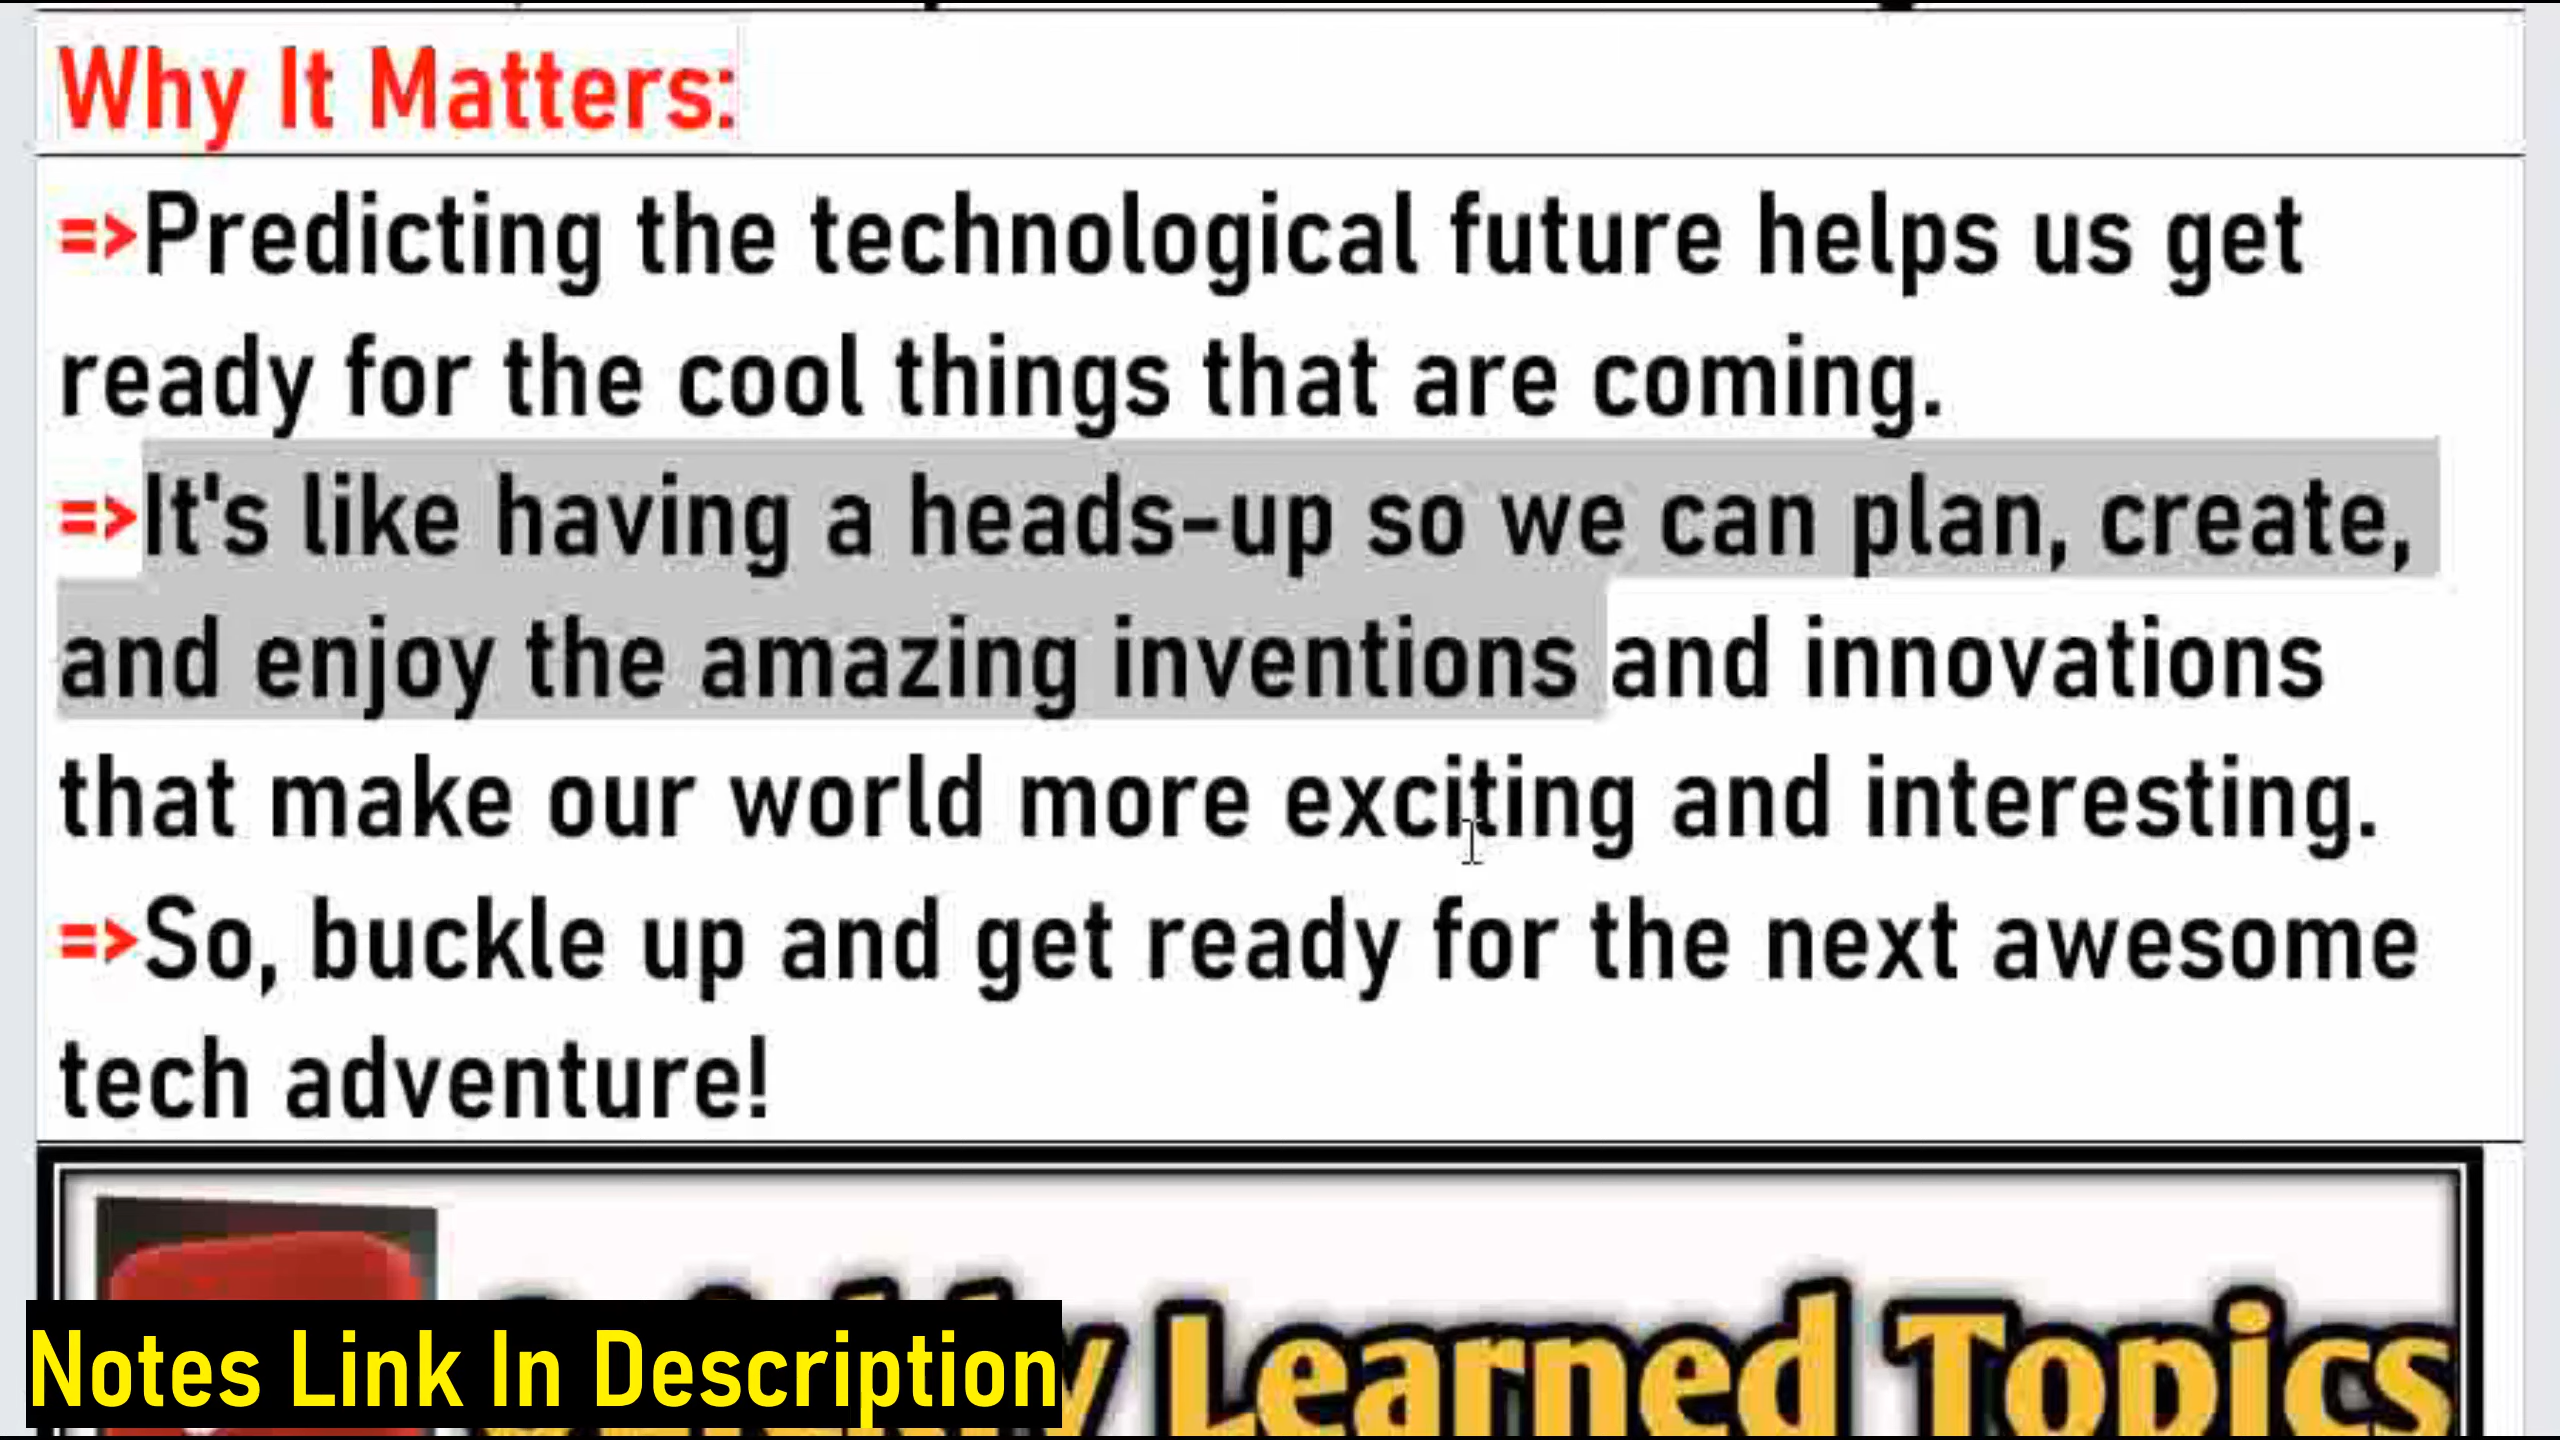 Why It Matters:
=>Predicting the technological future helps us get
ready for the cool things that are coming.
=>It's like having a heads-up so we can plan, create,
and enjoy the amazing inventions and innovations
that make our world more exciting and interesting.
=>So, buckle up and get ready for the next awesome
tech adventure!
Learned Topics
Notes Link In Description